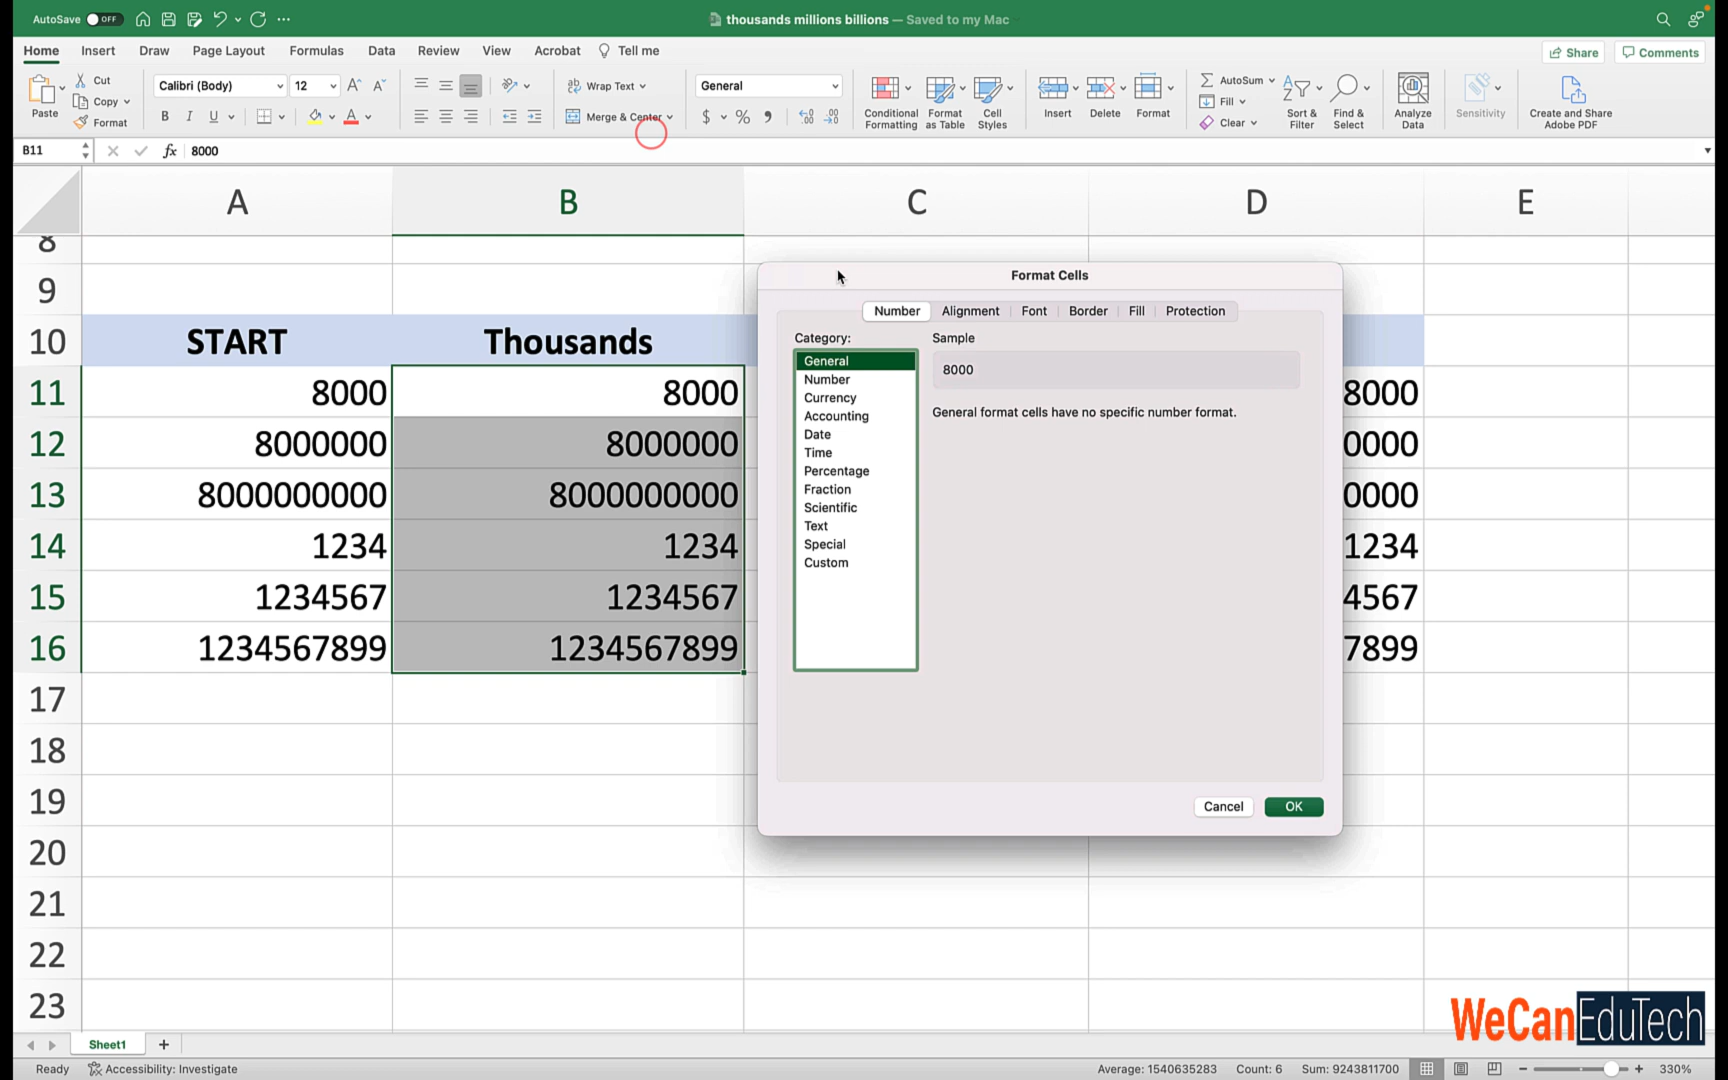 AutoSave OFF
thousands millions billions — Saved to my Mac
Home Insert Draw Page Layout Formulas Data Review View Acrobat Tell me
Share Comments
Paste
Cut
Copy
Format
Calibri (Body) 12
B I U
Wrap Text
Merge & Center
General
$ % ,
Conditional Formatting
Format as Table
Cell Styles
Insert
Delete
Format
AutoSum
Fill
Clear
Sort & Filter
Find & Select
Analyze Data
Sensitivity
Create and Share Adobe PDF
B11 fx 8000
A B C D E
8
9
10 START Thousands
11 8000 8000 8000
12 8000000 8000000 0000
13 8000000000 8000000000 0000
14 1234 1234 1234
15 1234567 1234567 4567
16 1234567899 1234567899 7899
17
18
19
20
21
22
23
Format Cells
Number Alignment Font Border Fill Protection
Category:
General
Number
Currency
Accounting
Date
Time
Percentage
Fraction
Scientific
Text
Special
Custom
Sample
8000
General format cells have no specific number format.
Cancel OK
WeCanEduTech
Sheet1 +
Ready Accessibility: Investigate
Average: 1540635283 Count: 6 Sum: 9243811700 330%